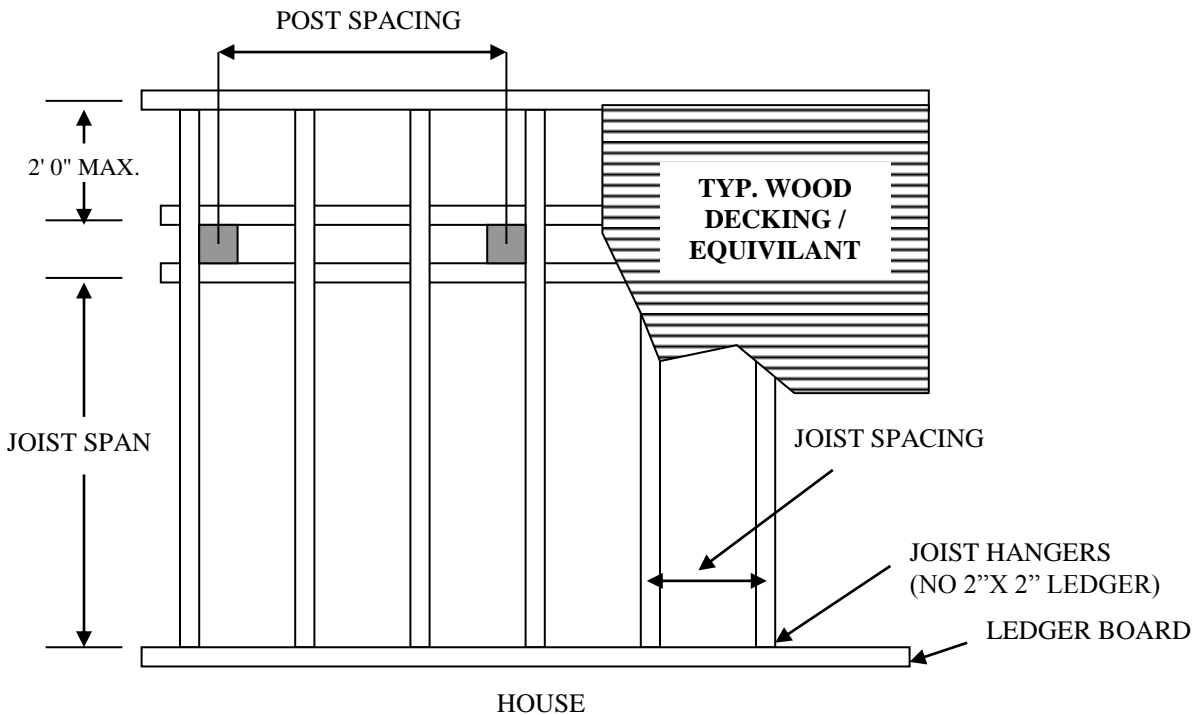 POST SPACING
2' 0" MAX.
TYP. WOOD
DECKING /
EQUIVILANT
JOIST SPAN
JOIST SPACING
JOIST HANGERS
(NO 2”X 2” LEDGER)
LEDGER BOARD
HOUSE